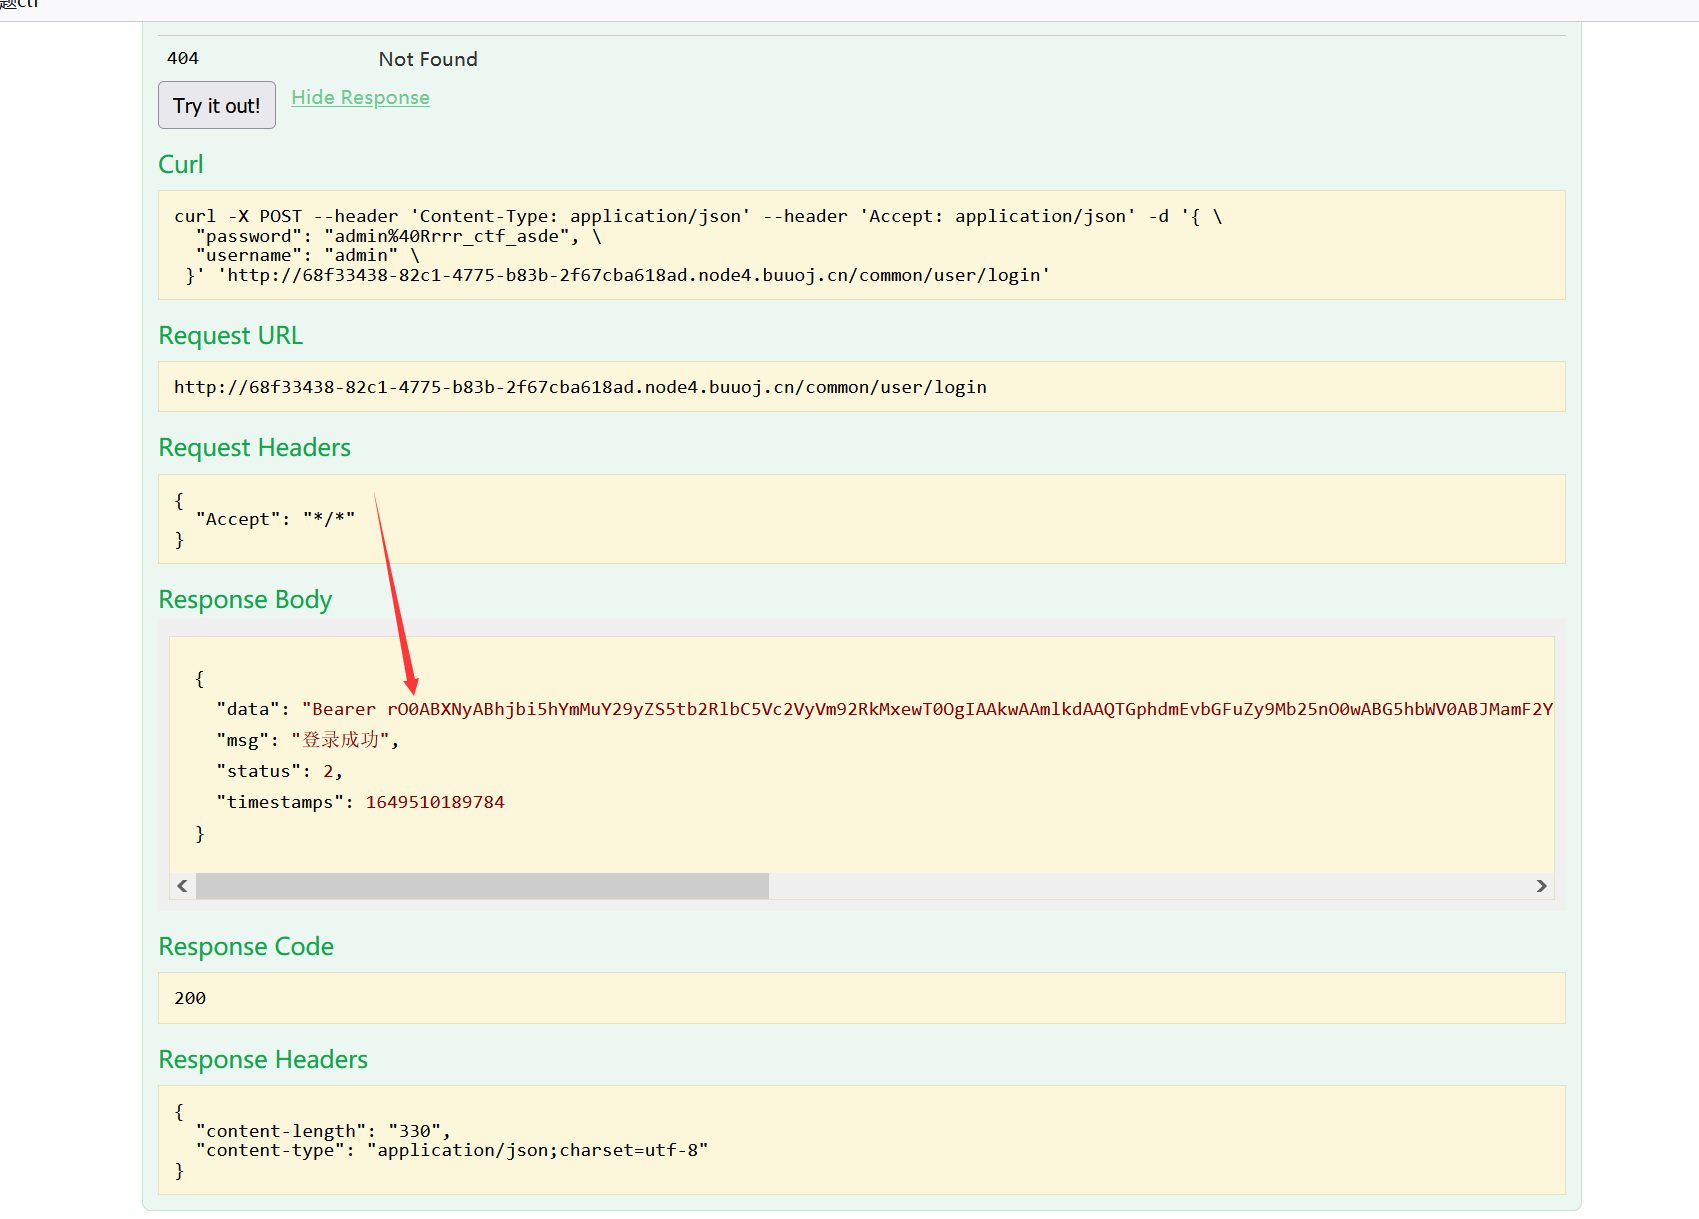 题ctf
404 Not Found
Try it out! Hide Response
Curl
curl -X POST --header 'Content-Type: application/json' --header 'Accept: application/json' -d '{ \
"password": "admin%40Rrrr_ctf_asde", \
"username": "admin" \
}' 'http://68f33438-82c1-4775-b83b-2f67cba618ad.node4.buuoj.cn/common/user/login'
Request URL
http://68f33438-82c1-4775-b83b-2f67cba618ad.node4.buuoj.cn/common/user/login
Request Headers
{
"Accept": "*/*"
}
Response Body
{
"data": "Bearer rO0ABXNyABhjbi5hYmMuY29yZS5tb2RlbC5Vc2VyVm92RkMxewT0OgIAAkwAAmlkdAAQTGphdmEvbGFuZy9Mb25nO0wABG5hbWV0ABJMamF2Y
"msg": "登录成功",
"status": 2,
"timestamps": 1649510189784
}
Response Code
200
Response Headers
{
"content-length": "330",
"content-type": "application/json;charset=utf-8"
}